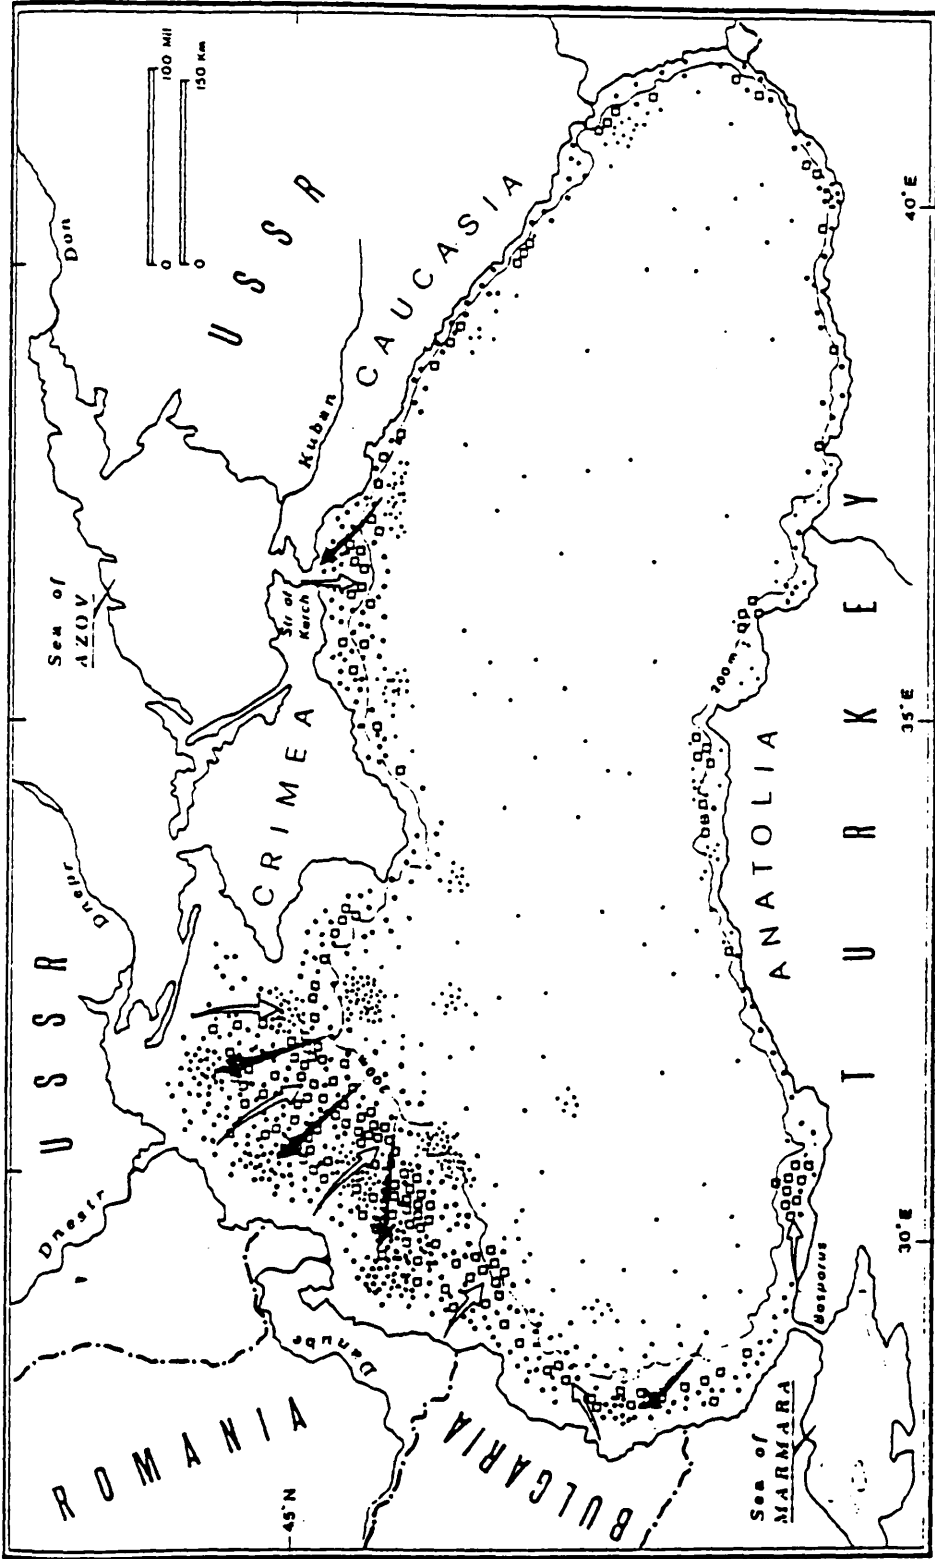 100 Mil
150 Km
0
0
Don
U S S R
Kuban
CAUCASIA
Sea of
AZOV
Str of
Kerch
U S S R
Dnepr
CRIMEA
Dnestr
200m
200m
ROMANIA
Danube
45°N
BULGARIA
Sea of
MARMARA
Bosporus
ANATOLIA
TURKEY
30°E
35°E
40°E